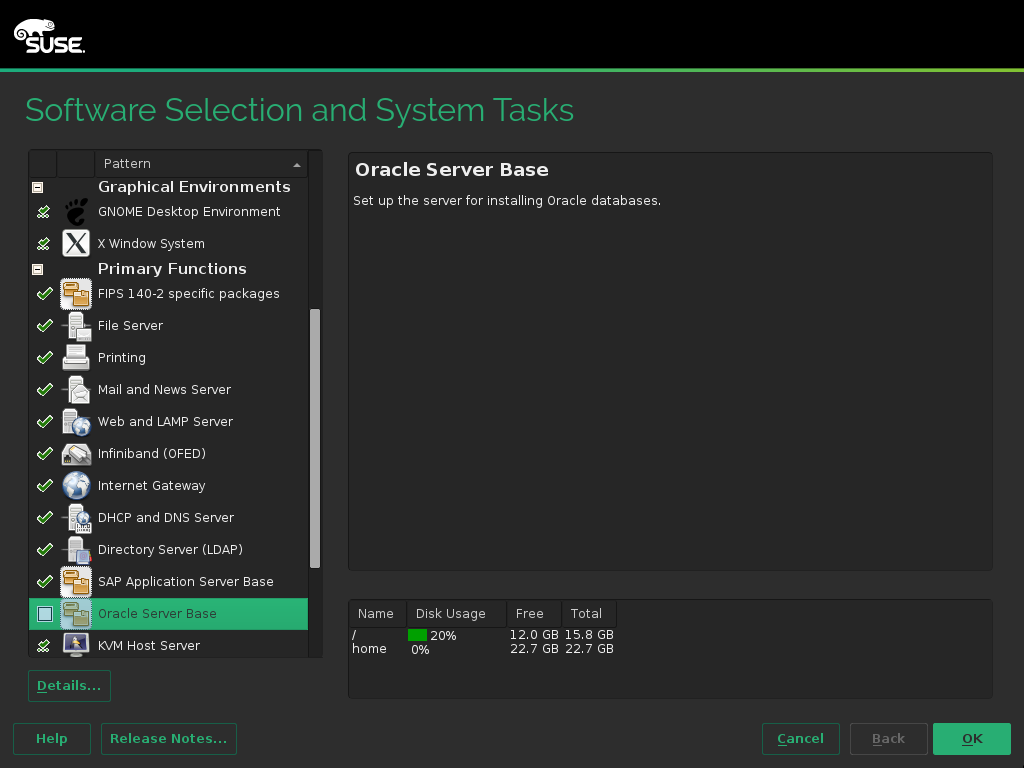 SUSE.
Software Selection and System Tasks
Pattern
Graphical Environments
GNOME Desktop Environment
X Window System
Primary Functions
FIPS 140-2 specific packages
File Server
Printing
Mail and News Server
Web and LAMP Server
Infiniband (OFED)
Internet Gateway
DHCP and DNS Server
Directory Server (LDAP)
SAP Application Server Base
Oracle Server Base
KVM Host Server
Details...
Oracle Server Base
Set up the server for installing Oracle databases.
Name Disk Usage Free Total
/ 20% 12.0 GB 15.8 GB
home 0% 22.7 GB 22.7 GB
Help Release Notes... Cancel Back OK